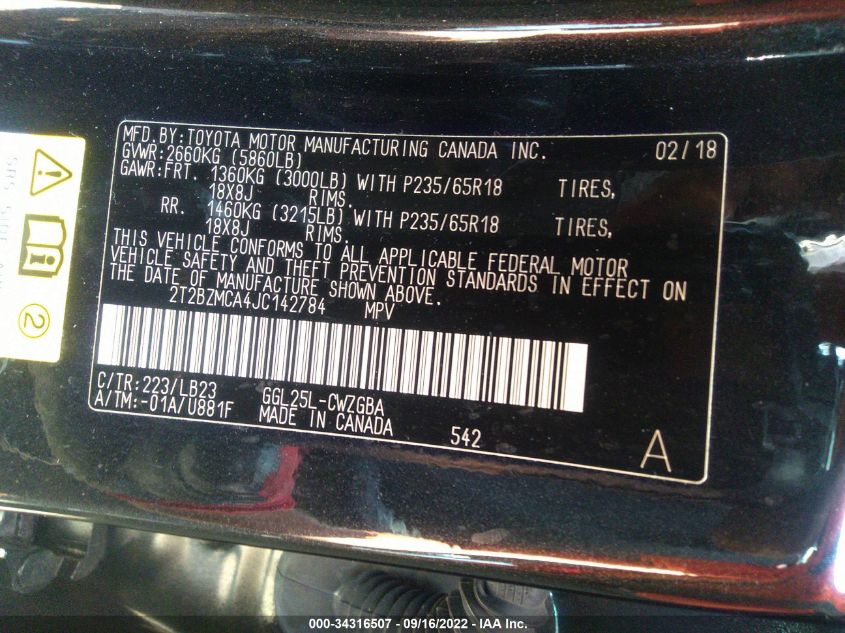 MFD. BY: TOYOTA MOTOR MANUFACTURING CANADA INC. 02/18
GVWR: 2660KG (5860LB)
GAWR: FRT. 1360KG (3000LB) WITH P235/65R18 TIRES,
18X8J RIMS.
RR. 1460KG (3215LB) WITH P235/65R18 TIRES,
18X8J RIMS.
THIS VEHICLE CONFORMS TO ALL APPLICABLE FEDERAL MOTOR
VEHICLE SAFETY AND THEFT PREVENTION STANDARDS IN EFFECT ON
THE DATE OF MANUFACTURE SHOWN ABOVE.
2T2BZMCA4JC142784 MPV
C/TR: 223/LB23 GGL25L-CWZGBA
A/TM: -01A/U881F MADE IN CANADA 542 A
SRS SIDE
2
000-34316507 - 09/16/2022 - IAA Inc.